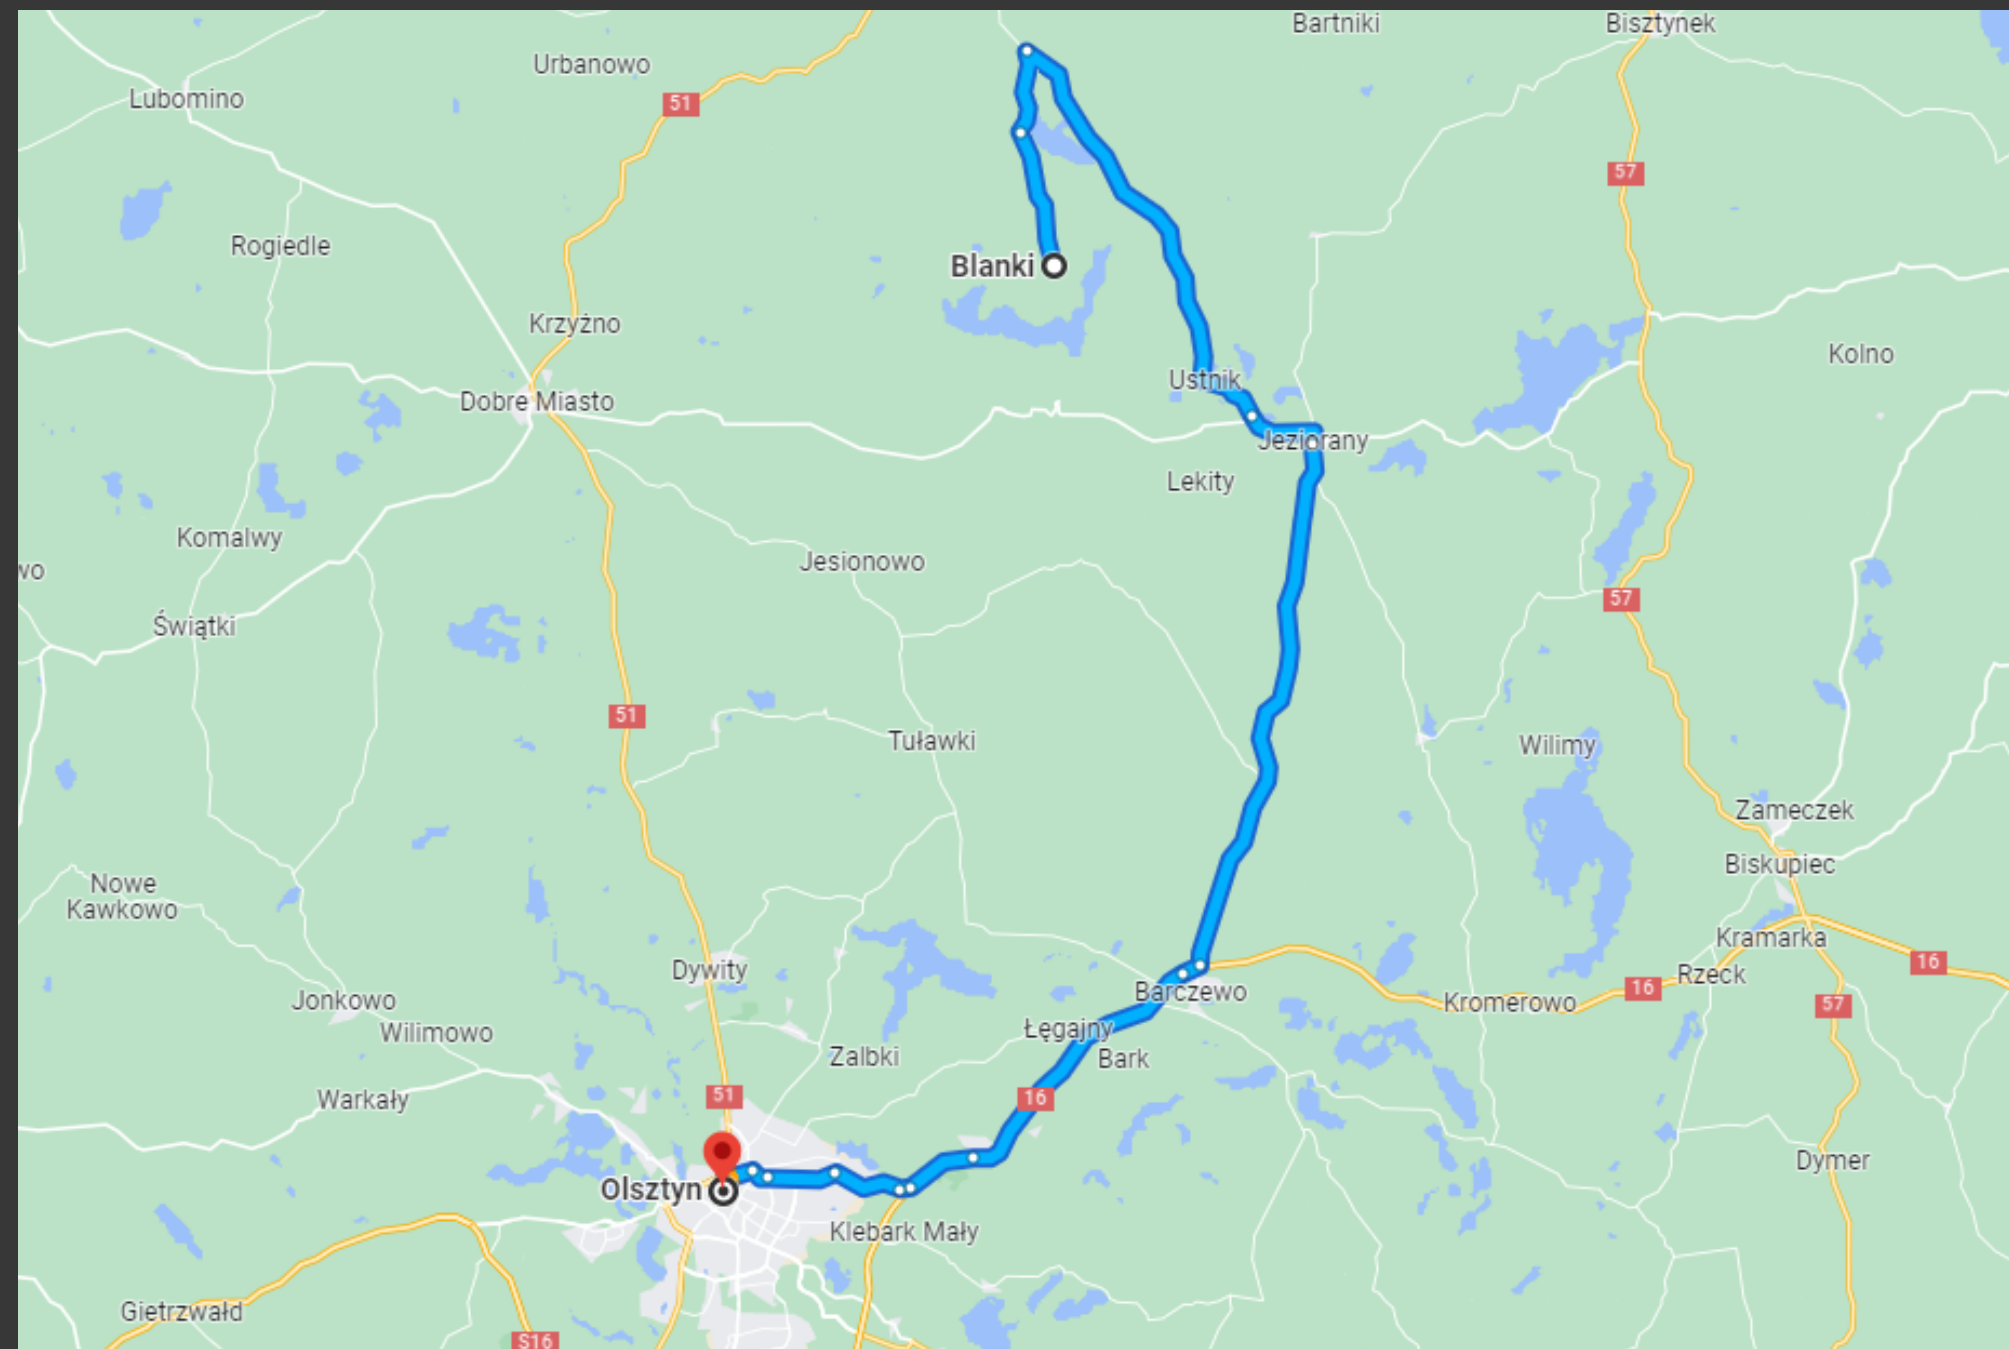 Bartniki
Bisztynek
Urbanowo
Lubomino
51
57
Rogiedle
Blanki
Krzyżno
Kolno
Ustnik
Dobre Miasto
Jeziorany
Lekity
Komalwy
Jesionowo
wo
57
Świątki
51
Tuławki
Wilimy
Zameczek
Biskupiec
Nowe
Kawkowo
Kramarka
Dywity
16
Rzeck
16
Barczewo
Jonkowo
Kromerowo
57
Wilimowo
Łęgajny
Zalbki
Bark
51
16
Warkały
Dymer
Olsztyn
Klebark Mały
Gietrzwałd
S16